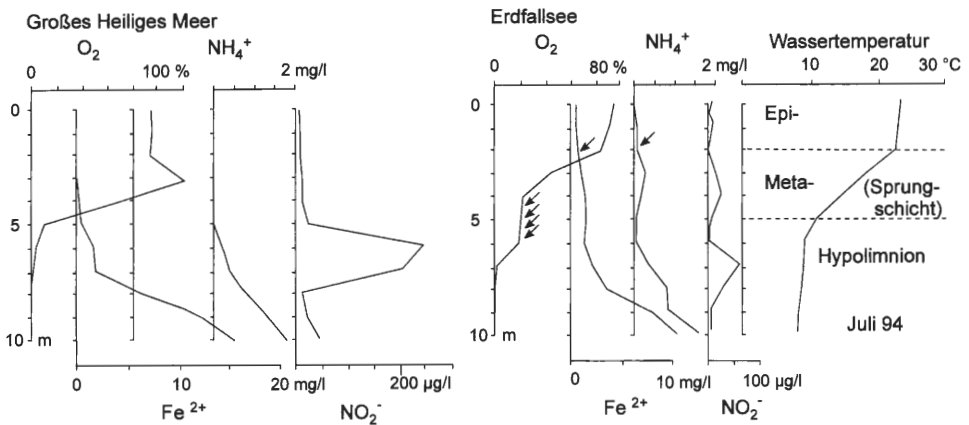 Großes Heiliges Meer
O₂ NH₄⁺
0 100 % 2 mg/l
0
5
10 m
0 10 20 mg/l 200 µg/l
Fe ²⁺ NO₂⁻
Erdfallsee
O₂ NH₄⁺ Wassertemperatur
0 80 % 2 mg/l 10 20 30 °C
0
5
10 m
0 10 mg/l 100 µg/l
Fe ²⁺ NO₂⁻
Epi-
Meta- (Sprung-
schicht)
Hypolimnion
Juli 94